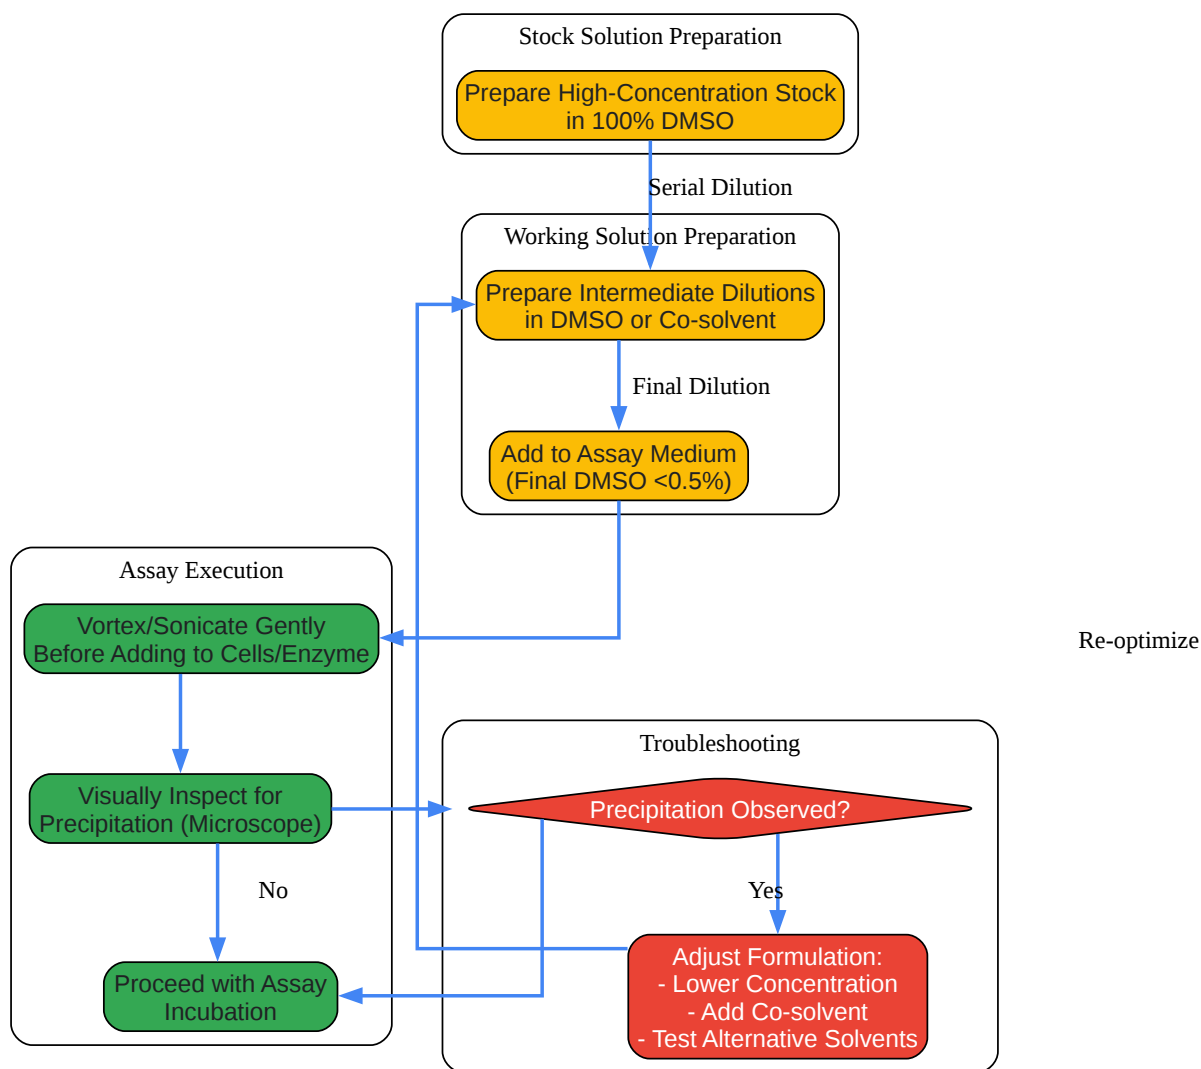 Stock Solution Preparation
Prepare High-Concentration Stock
in 100% DMSO
Serial Dilution
Working Solution Preparation
Prepare Intermediate Dilutions
in DMSO or Co-solvent
Final Dilution
Add to Assay Medium
(Final DMSO <0.5%)
Assay Execution
Vortex/Sonicate Gently
Before Adding to Cells/Enzyme
Re-optimize
Troubleshooting
Visually Inspect for
Precipitation (Microscope)
Precipitation Observed?
No
Yes
Proceed with Assay
Incubation
Adjust Formulation:
- Lower Concentration
- Add Co-solvent
- Test Alternative Solvents